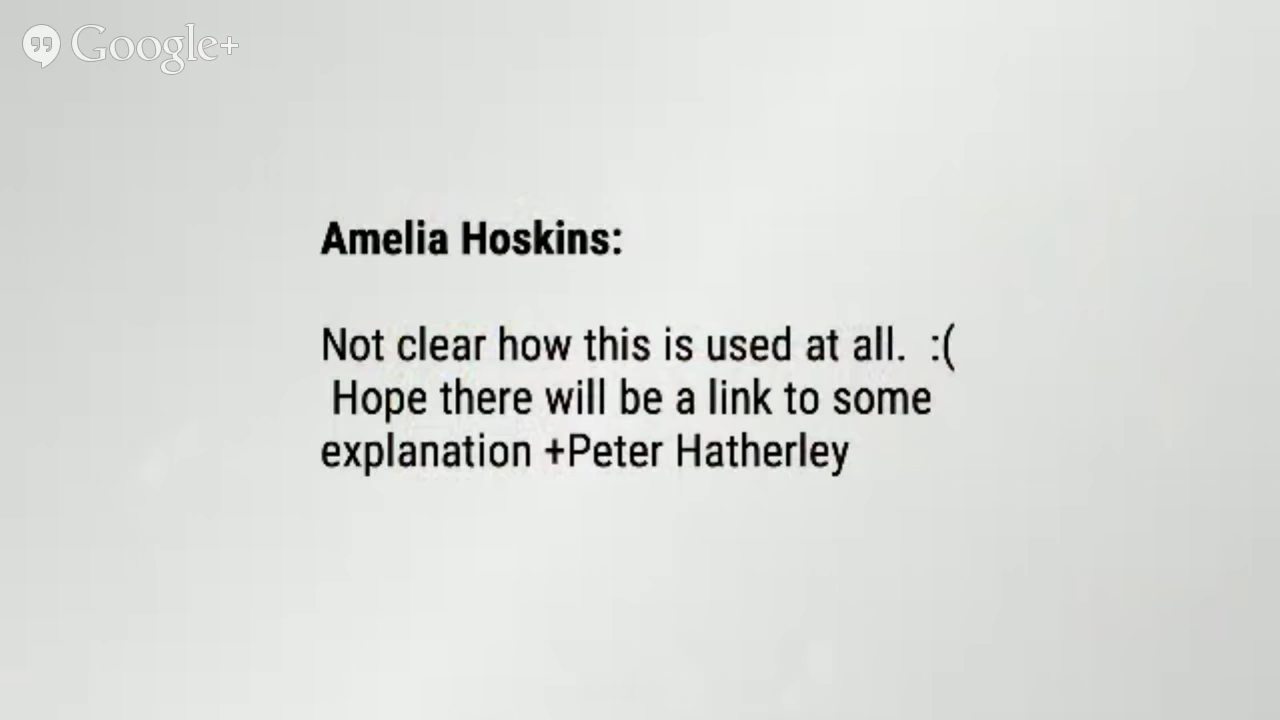 Google+
Amelia Hoskins:
Not clear how this is used at all.  :(
Hope there will be a link to some
explanation +Peter Hatherley